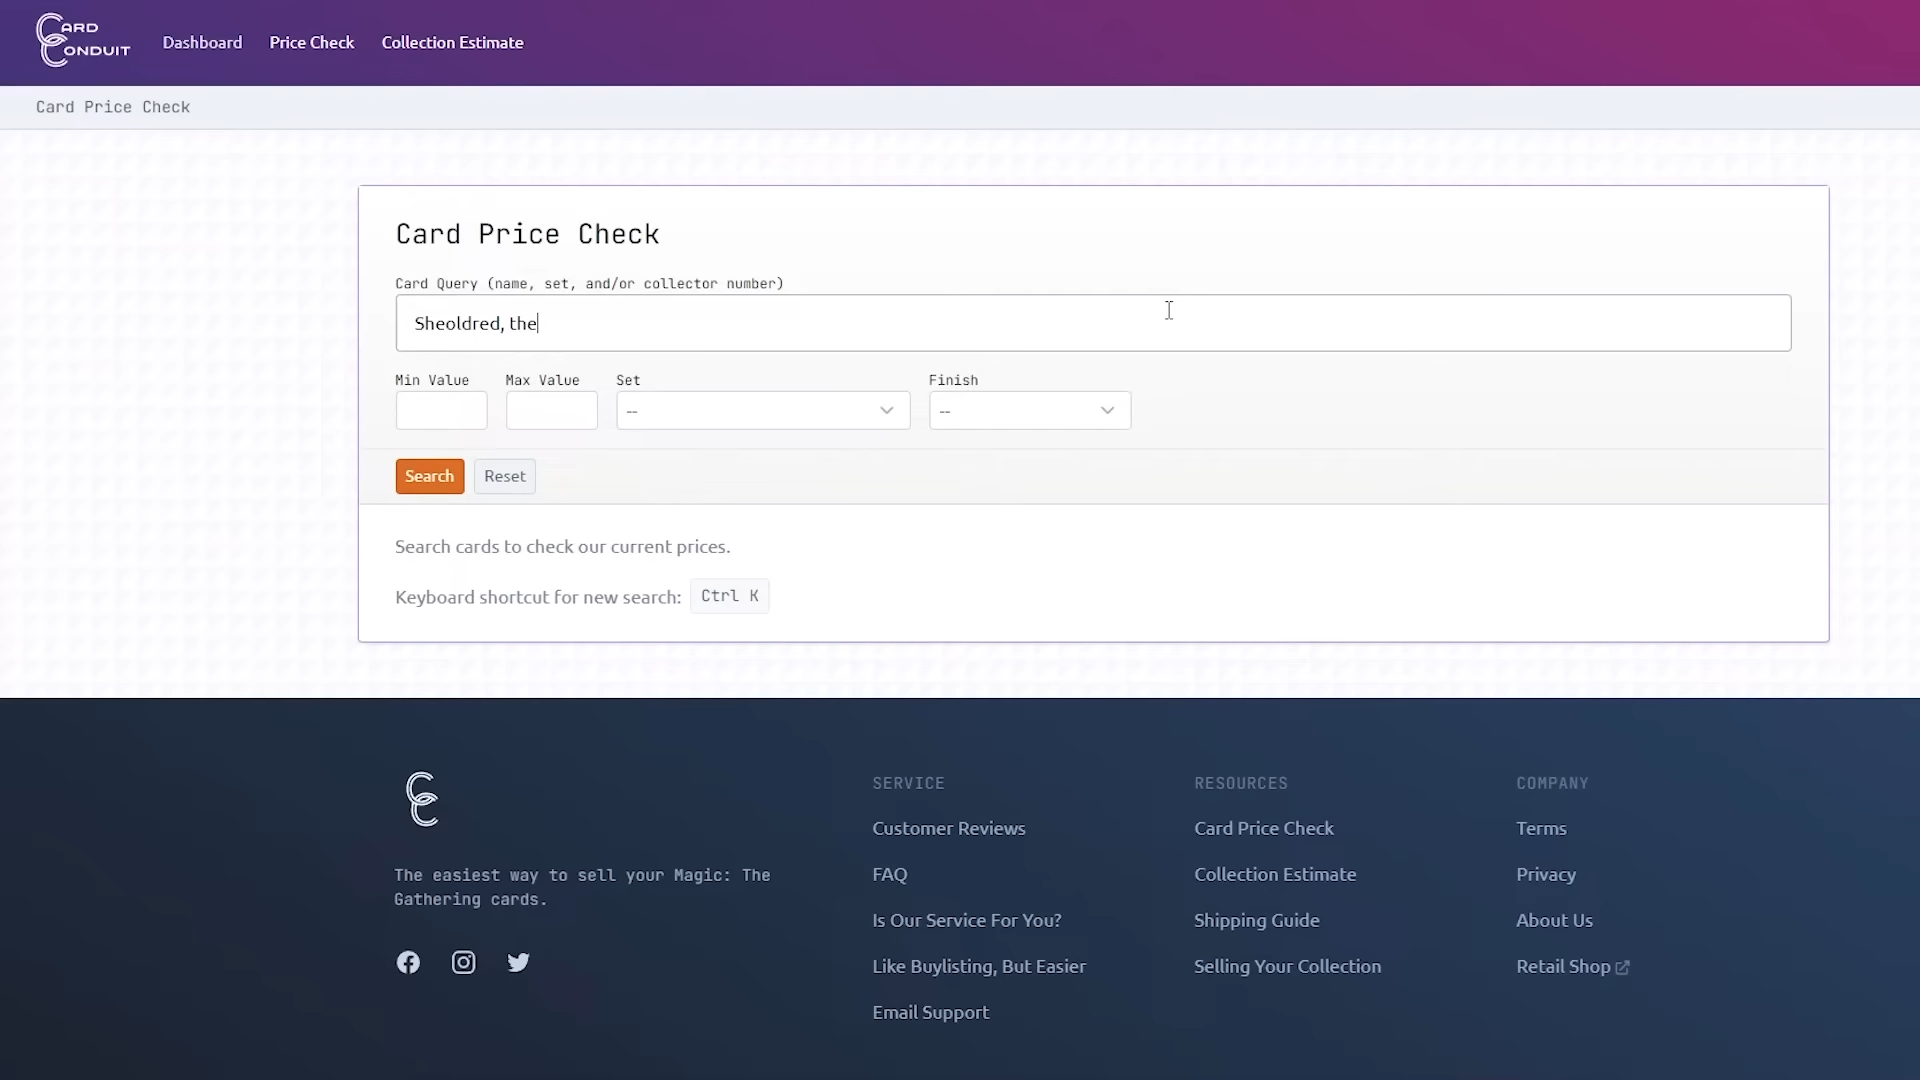 CARD
CONDUIT
Dashboard
Price Check
Collection Estimate
Card Price Check
Card Price Check
Card Query (name, set, and/or collector number)
Sheoldred, the
Min Value
Max Value
Set
Finish
--
--
Search
Reset
Search cards to check our current prices.
Keyboard shortcut for new search: Ctrl K
The easiest way to sell your Magic: The
Gathering cards.
SERVICE
Customer Reviews
FAQ
Is Our Service For You?
Like Buylisting, But Easier
Email Support
RESOURCES
Card Price Check
Collection Estimate
Shipping Guide
Selling Your Collection
COMPANY
Terms
Privacy
About Us
Retail Shop